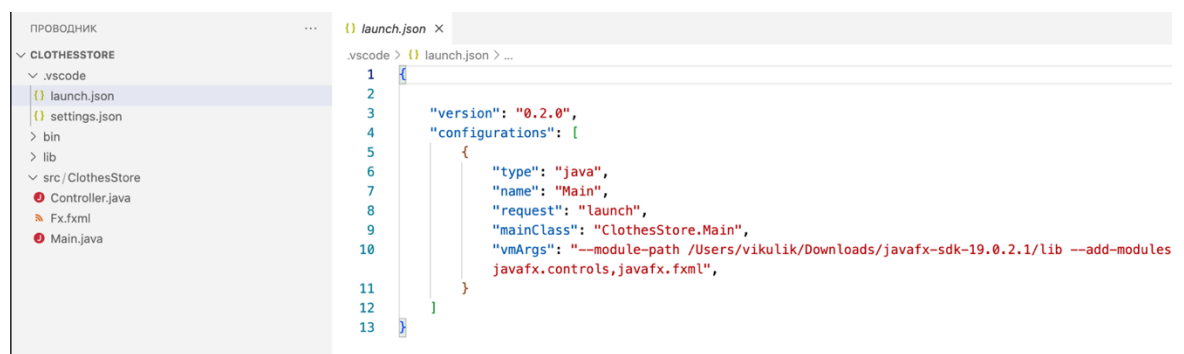 ПРОВОДНИК ...
CLOTHESSTORE
.vscode
{} launch.json
{} settings.json
bin
lib
src/ClothesStore
Controller.java
Fx.fxml
Main.java
{} launch.json ×
.vscode > {} launch.json > ...
1 {
2
3 "version": "0.2.0",
4 "configurations": [
5 {
6 "type": "java",
7 "name": "Main",
8 "request": "launch",
9 "mainClass": "ClothesStore.Main",
10 "vmArgs": "--module-path /Users/vikulik/Downloads/javafx-sdk-19.0.2.1/lib --add-modules
javafx.controls,javafx.fxml",
11 }
12 ]
13 }